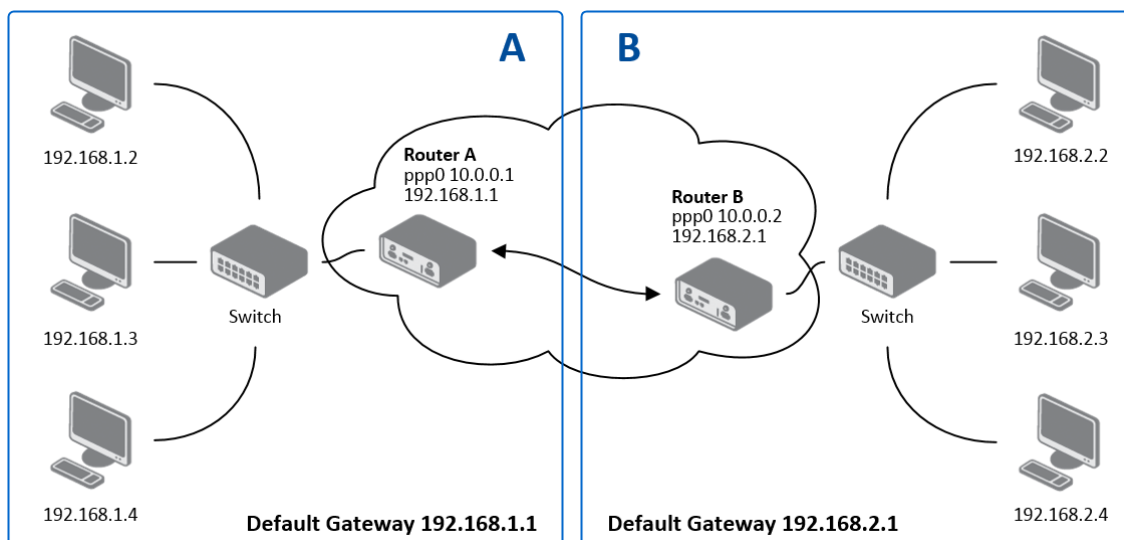 A
B
192.168.1.2
Router A
ppp0 10.0.0.1
192.168.1.1
Router B
ppp0 10.0.0.2
192.168.2.1
192.168.2.2
192.168.1.3
Switch
Switch
192.168.2.3
192.168.1.4
Default Gateway 192.168.1.1
Default Gateway 192.168.2.1
192.168.2.4